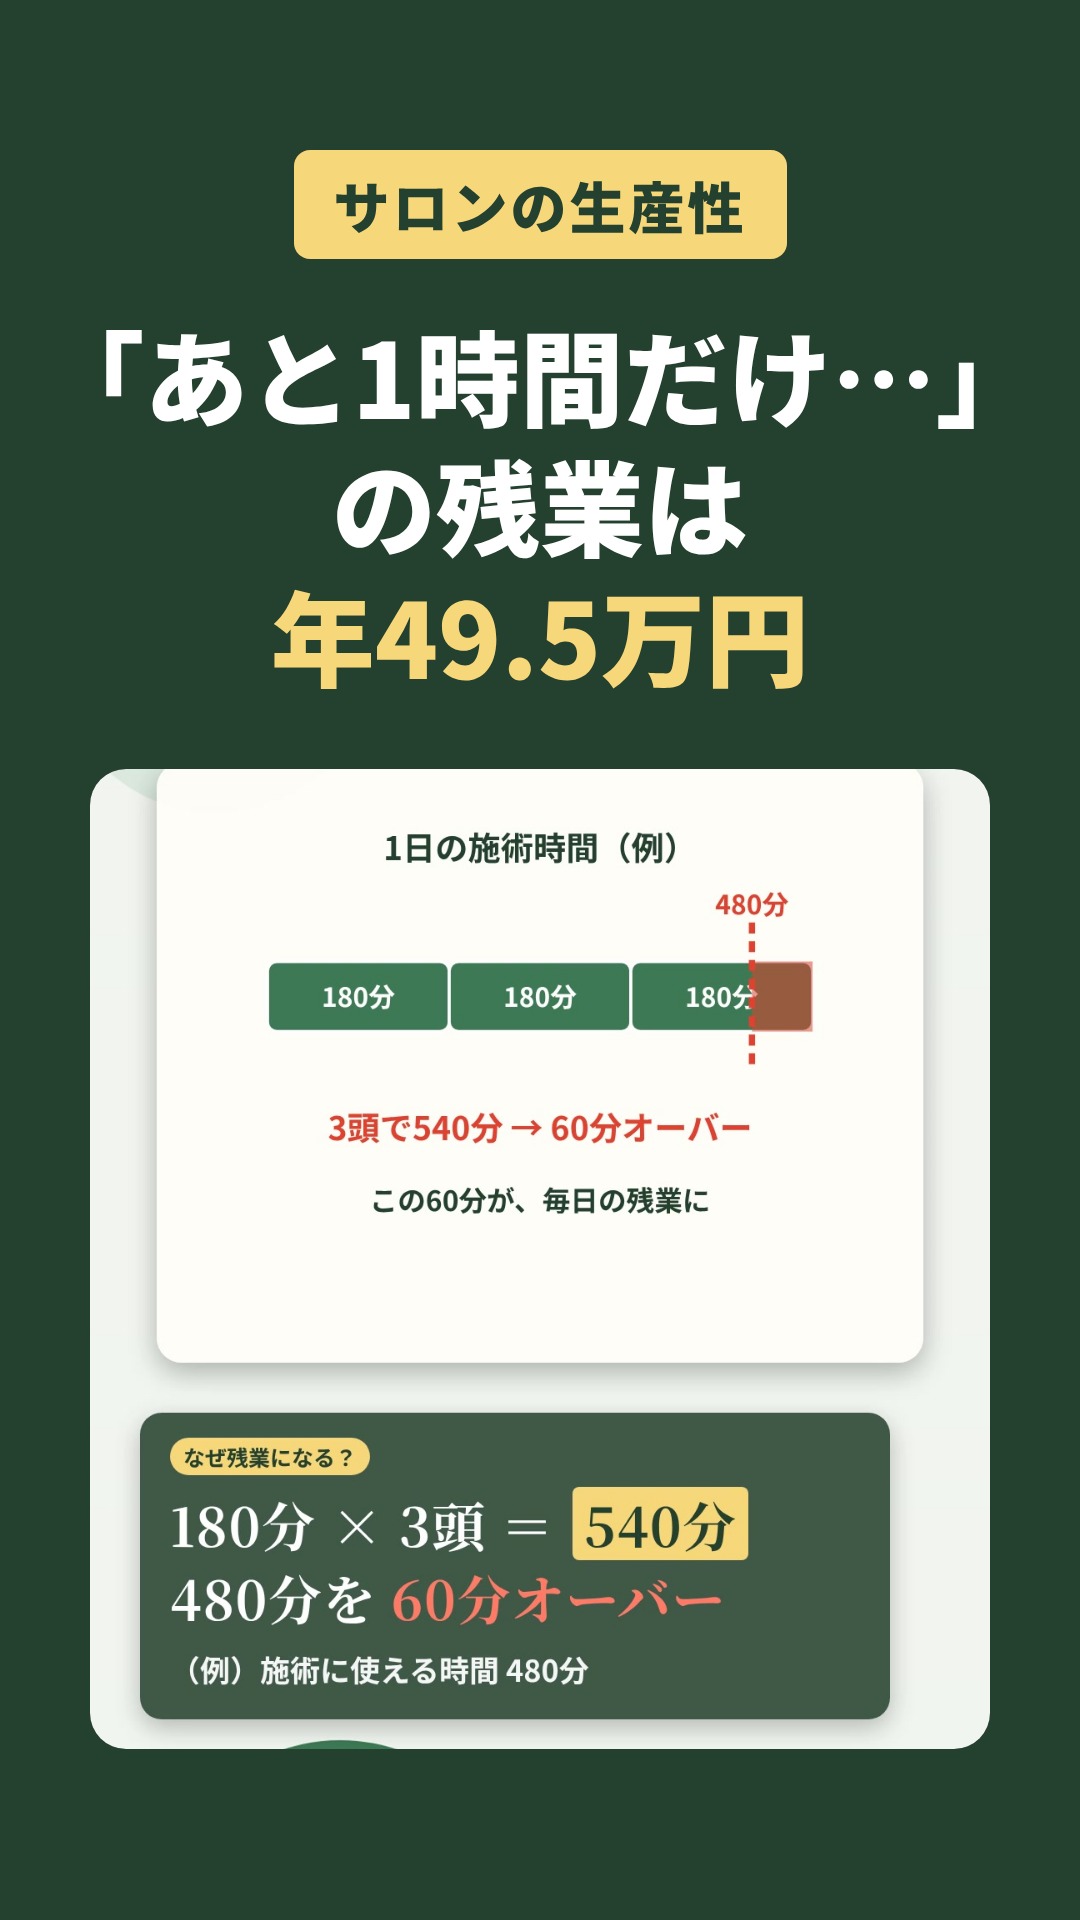 サロンの生産性
「あと1時間だけ…」
の残業は
年49.5万円
1日の施術時間（例）
480分
180分 180分 180分
3頭で540分 → 60分オーバー
この60分が、毎日の残業に
なぜ残業になる？
180分 × 3頭 ＝ 540分
480分を 60分オーバー
（例）施術に使える時間 480分